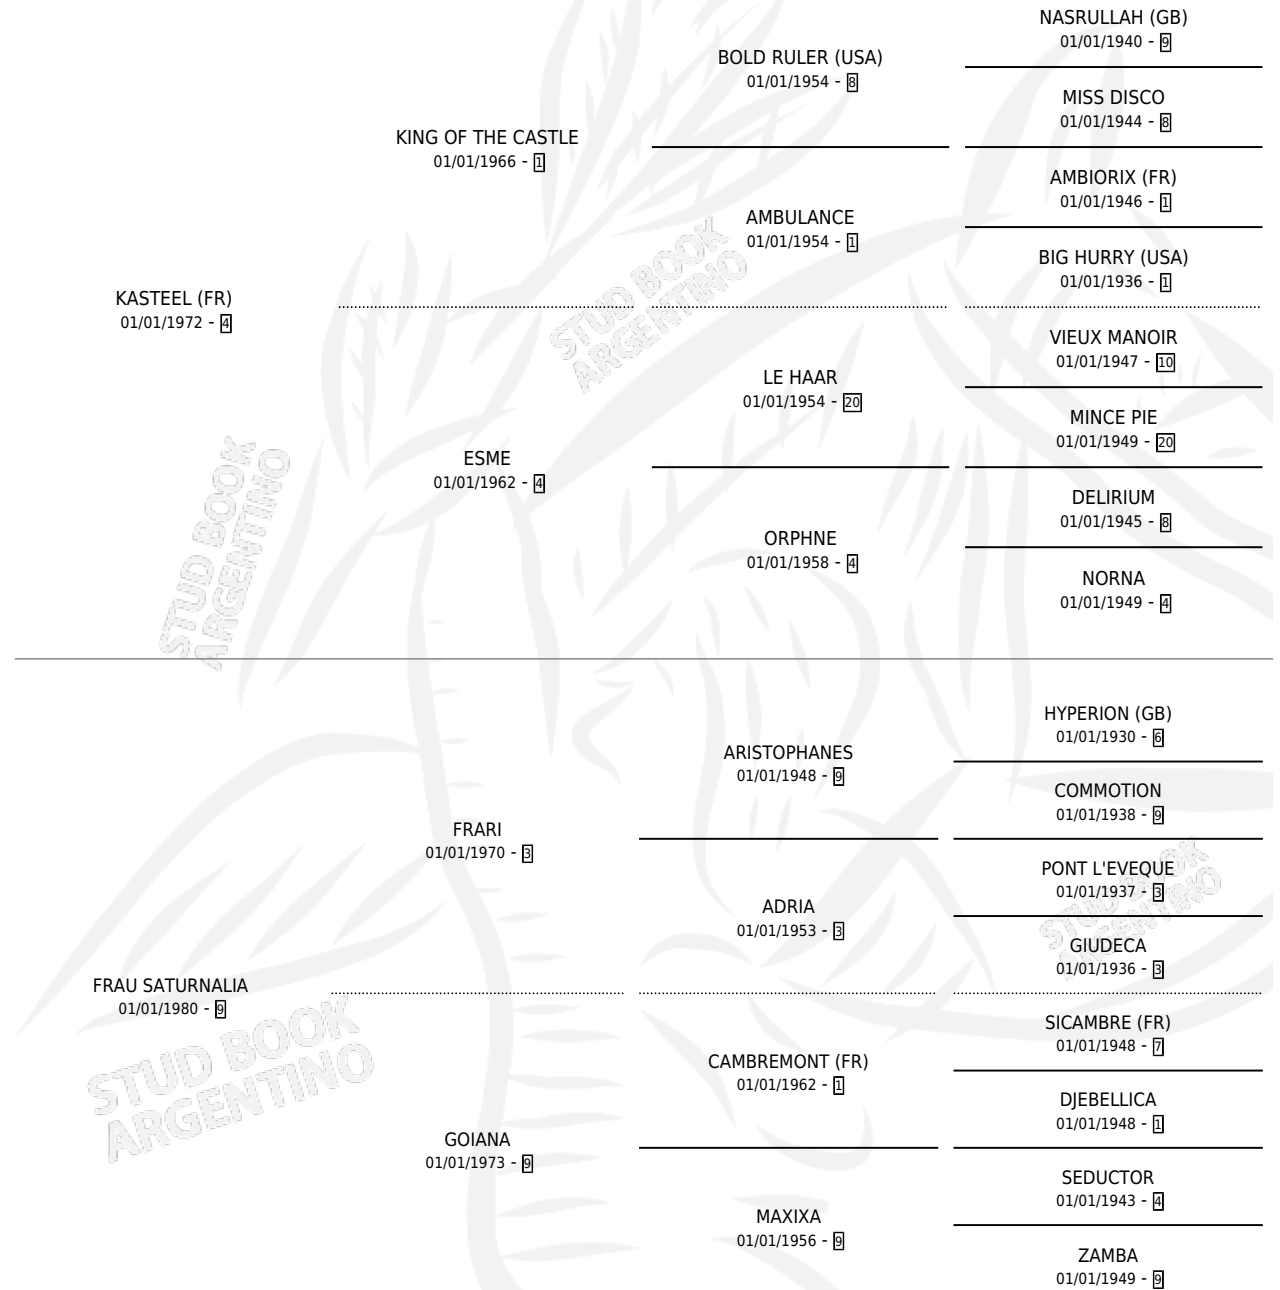 NASRULLAH (GB)
01/01/1940 - 9
BOLD RULER (USA)
01/01/1954 - 8
MISS DISCO
01/01/1944 - 8
KING OF THE CASTLE
01/01/1966 - 1
AMBIORIX (FR)
01/01/1946 - 1
AMBULANCE
01/01/1954 - 1
BIG HURRY (USA)
01/01/1936 - 1
KASTEEL (FR)
01/01/1972 - 4
VIEUX MANOIR
01/01/1947 - 10
LE HAAR
01/01/1954 - 20
MINCE PIE
01/01/1949 - 20
ESME
01/01/1962 - 4
DELIRIUM
01/01/1945 - 8
ORPHNE
01/01/1958 - 4
NORNA
01/01/1949 - 4
HYPERION (GB)
01/01/1930 - 6
ARISTOPHANES
01/01/1948 - 9
COMMOTION
01/01/1938 - 9
FRARI
01/01/1970 - 3
PONT L'EVEQUE
01/01/1937 - 3
ADRIA
01/01/1953 - 3
GIUDECA
01/01/1936 - 3
FRAU SATURNALIA
01/01/1980 - 9
SICAMBRE (FR)
01/01/1948 - 7
CAMBREMONT (FR)
01/01/1962 - 1
DJEBELLICA
01/01/1948 - 1
GOIANA
01/01/1973 - 9
SEDUCTOR
01/01/1943 - 4
MAXIXA
01/01/1956 - 9
ZAMBA
01/01/1949 - 9
STUD BOOK
ARGENTINO
STUD BOOK
ARGENTINO
STUD BOOK
ARGENTINO
STUD BOOK
ARGENTINO